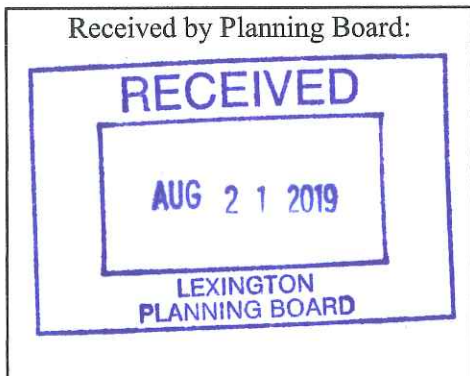 Received by Planning Board:
RECEIVED
AUG 2 1 2019
LEXINGTON
PLANNING BOARD